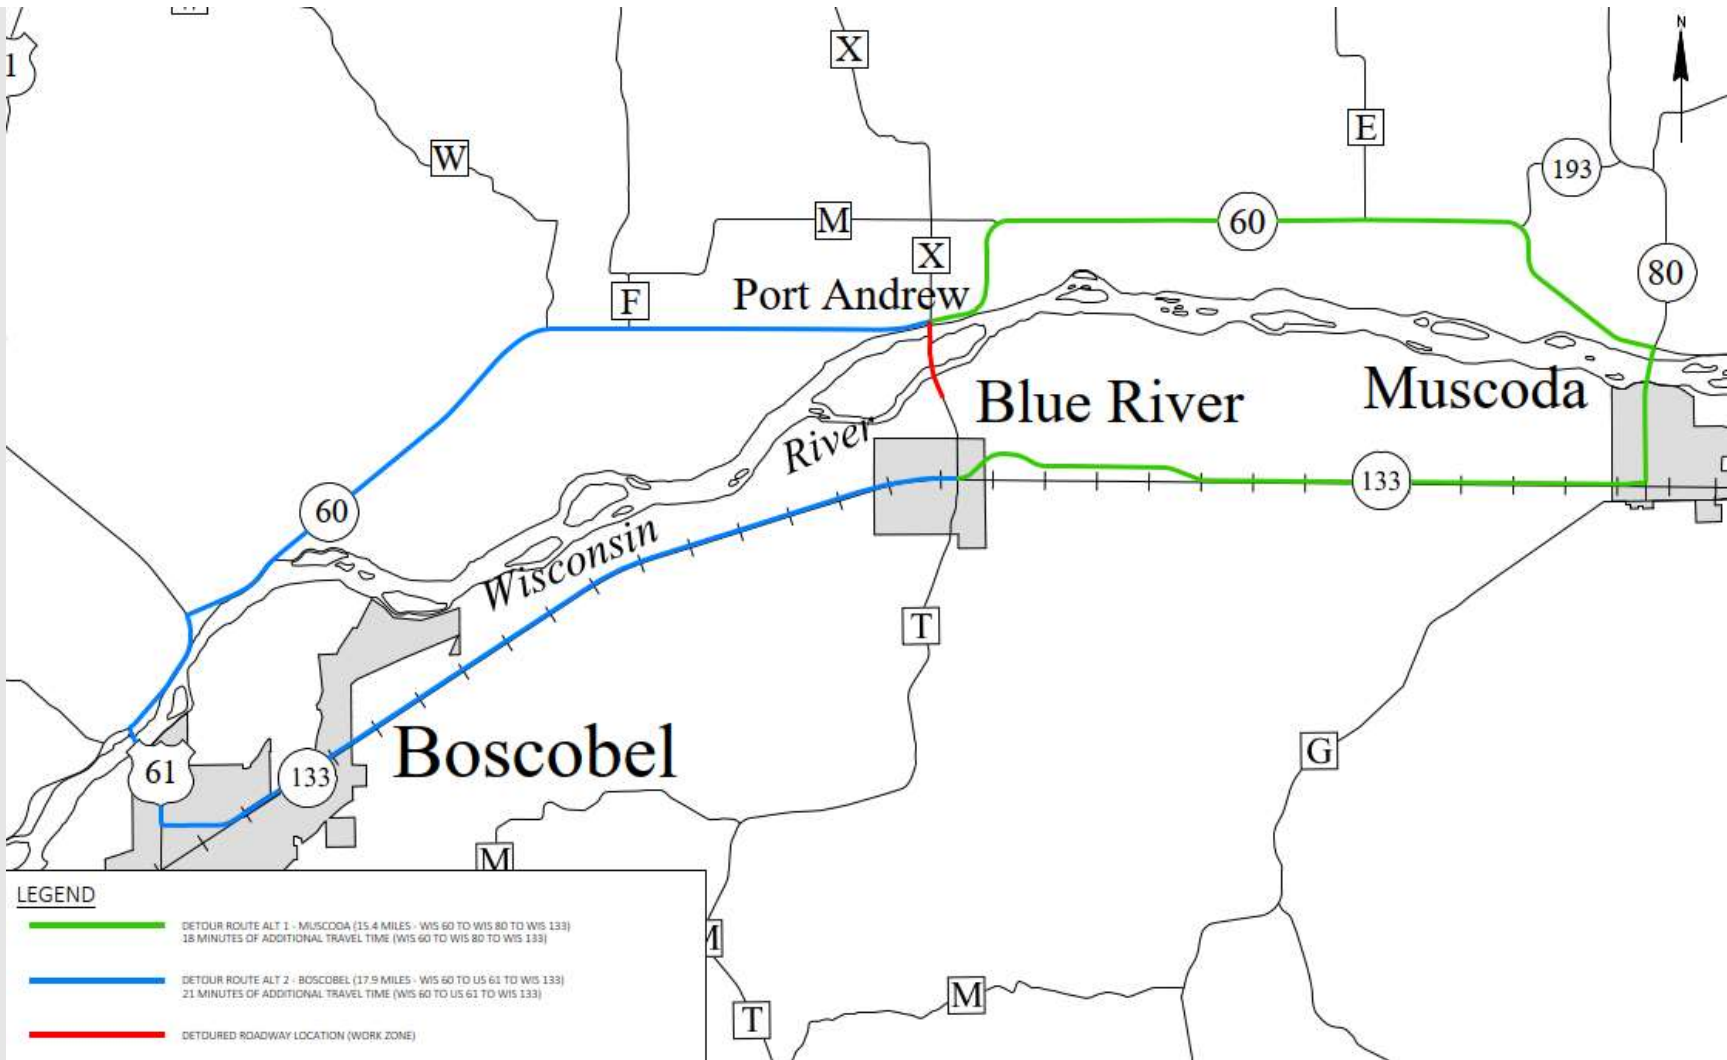 1
X
N
E
W
193
M
60
X
80
F
Port Andrew
Blue River
Muscoda
River
133
60
Wisconsin
T
Boscobel
G
61
133
M
LEGEND
DETOUR ROUTE ALT 1 - MUSCODA (15.4 MILES - WIS 60 TO WIS 80 TO WIS 133)
18 MINUTES OF ADDITIONAL TRAVEL TIME (WIS 60 TO WIS 80 TO WIS 133)
M
DETOUR ROUTE ALT 2 - BOSCOBEL (17.9 MILES - WIS 60 TO US 61 TO WIS 133)
21 MINUTES OF ADDITIONAL TRAVEL TIME (WIS 60 TO US 61 TO WIS 133)
M
T
DETOURED ROADWAY LOCATION (WORK ZONE)